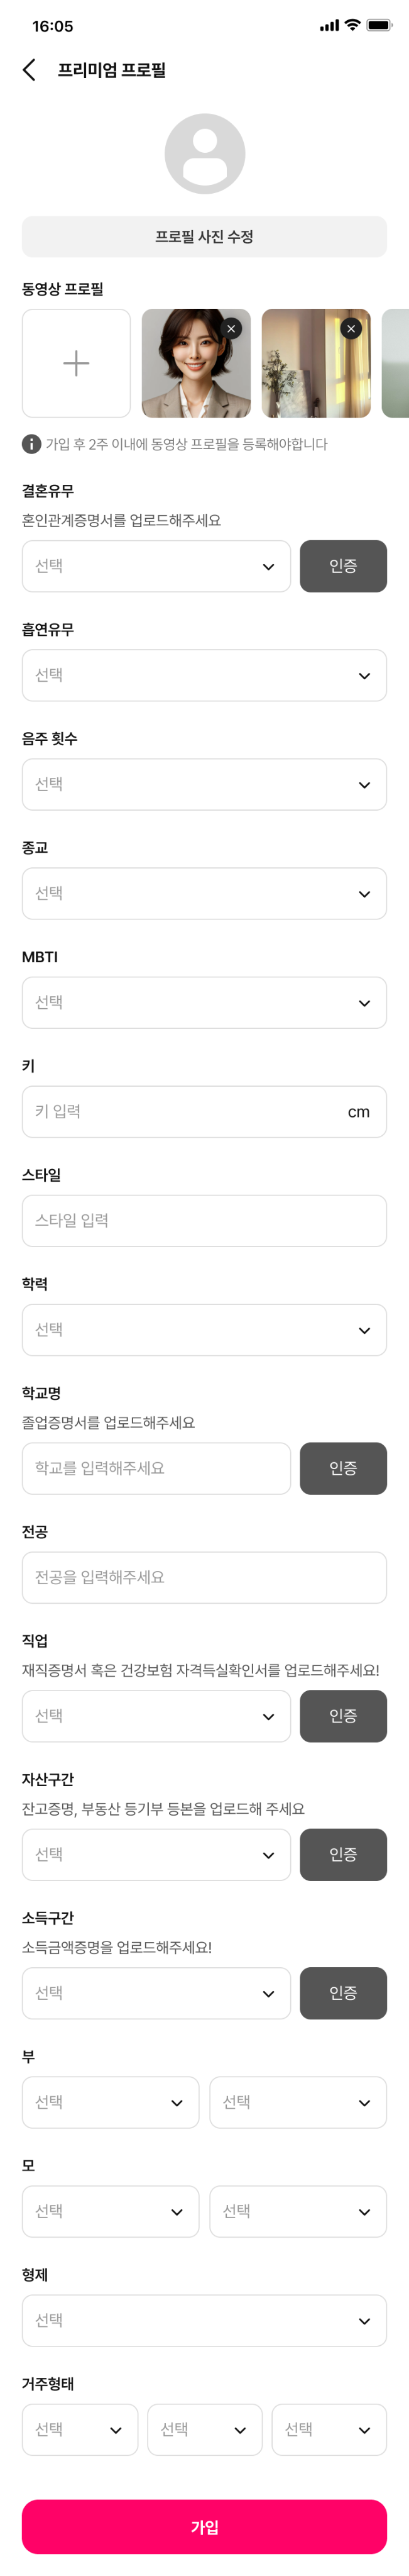 16:05
프리미엄 프로필
프로필 사진 수정
동영상 프로필
가입 후 2주 이내에 동영상 프로필을 등록해야합니다
결혼유무
혼인관계증명서를 업로드해주세요
선택 인증
흡연유무
선택
음주 횟수
선택
종교
선택
MBTI
선택
키
키 입력 cm
스타일
스타일 입력
학력
선택
학교명
졸업증명서를 업로드해주세요
학교를 입력해주세요 인증
전공
전공을 입력해주세요
직업
재직증명서 혹은 건강보험 자격득실확인서를 업로드해주세요!
선택 인증
자산구간
잔고증명, 부동산 등기부 등본을 업로드해 주세요
선택 인증
소득구간
소득금액증명을 업로드해주세요!
선택 인증
부
선택 선택
모
선택 선택
형제
선택
거주형태
선택 선택 선택
가입